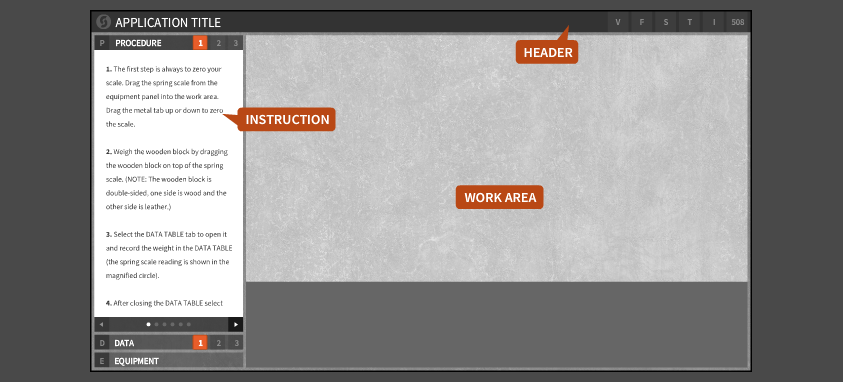 APPLICATION TITLE
V F S T I 508
HEADER
P PROCEDURE 1 2 3
1. The first step is always to zero your
scale. Drag the spring scale from the
equipment panel into the work area.
Drag the metal tab up or down to zero
the scale.
INSTRUCTION
2. Weigh the wooden block by dragging
the wooden block on top of the spring
scale. (NOTE: The wooden block is
double-sided, one side is wood and the
other side is leather.)
WORK AREA
3. Select the DATA TABLE tab to open it
and record the weight in the DATA TABLE
(the spring scale reading is shown in the
magnified circle).
4. After closing the DATA TABLE select
D DATA 1 2 3
E EQUIPMENT